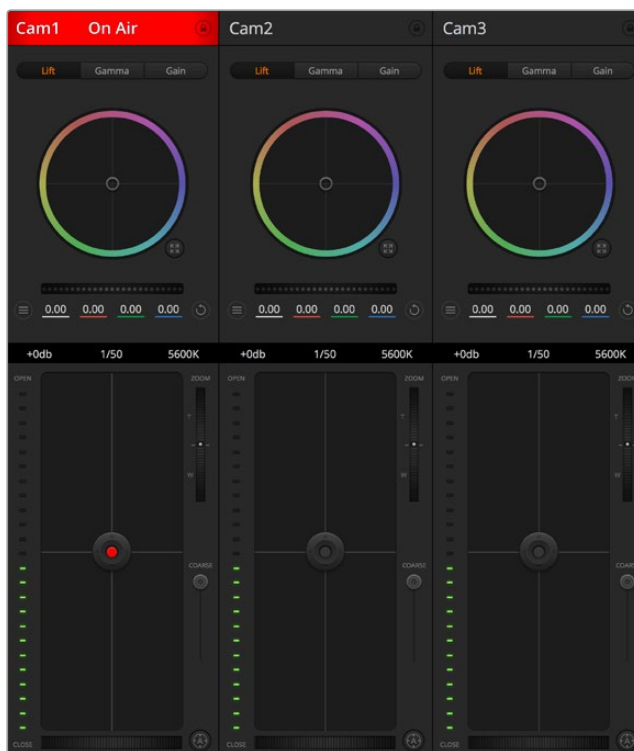 Cam1 On Air
Lift Gamma Gain
0.00 0.00 0.00 0.00
+0db 1/50 5600K
OPEN ZOOM
T
W
COARSE
CLOSE A
Cam2
Lift Gamma Gain
0.00 0.00 0.00 0.00
+0db 1/50 5600K
OPEN ZOOM
T
W
COARSE
CLOSE A
Cam3
Lift Gamma Gain
0.00 0.00 0.00 0.00
+0db 1/50 5600K
OPEN ZOOM
T
W
COARS
CLOSE A